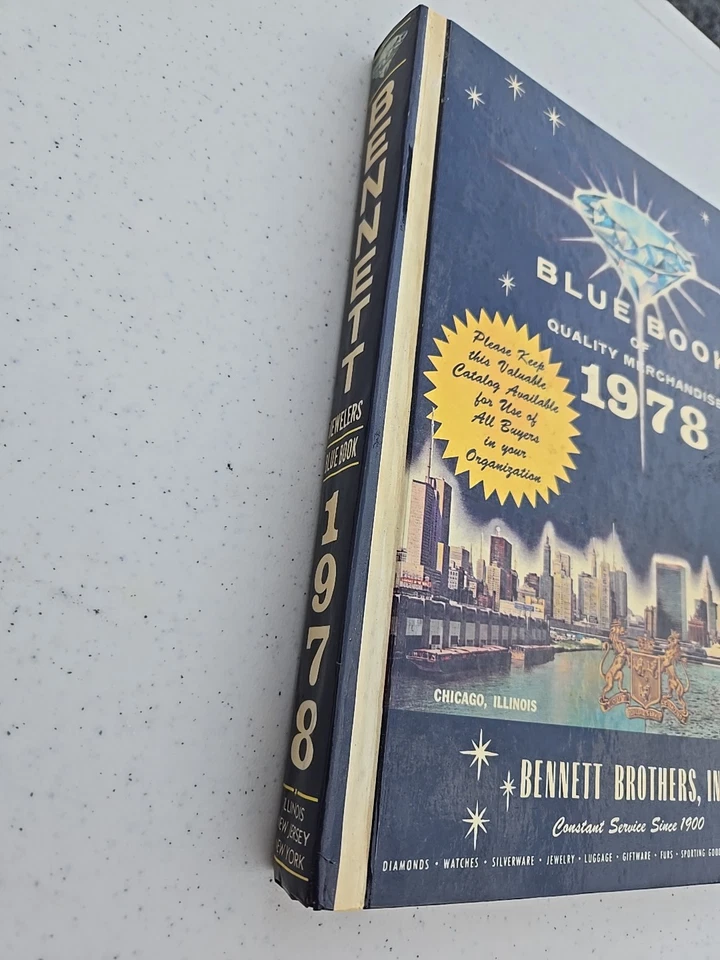 BENNETT
JEWELERS
BLUE BOOK
1978
ILLINOIS
NEW JERSEY
NEW YORK
BLUE BOOK
OF
QUALITY MERCHANDISE
1978
Please Keep
this Valuable
Catalog Available
for Use of
All Buyers
in your
Organization
CHICAGO, ILLINOIS
BENNETT BROTHERS, IN
Constant Service Since 1900
DIAMONDS • WATCHES • SILVERWARE • JEWELRY • LUGGAGE • GIFTWARE • FURS • SPORTING GOO